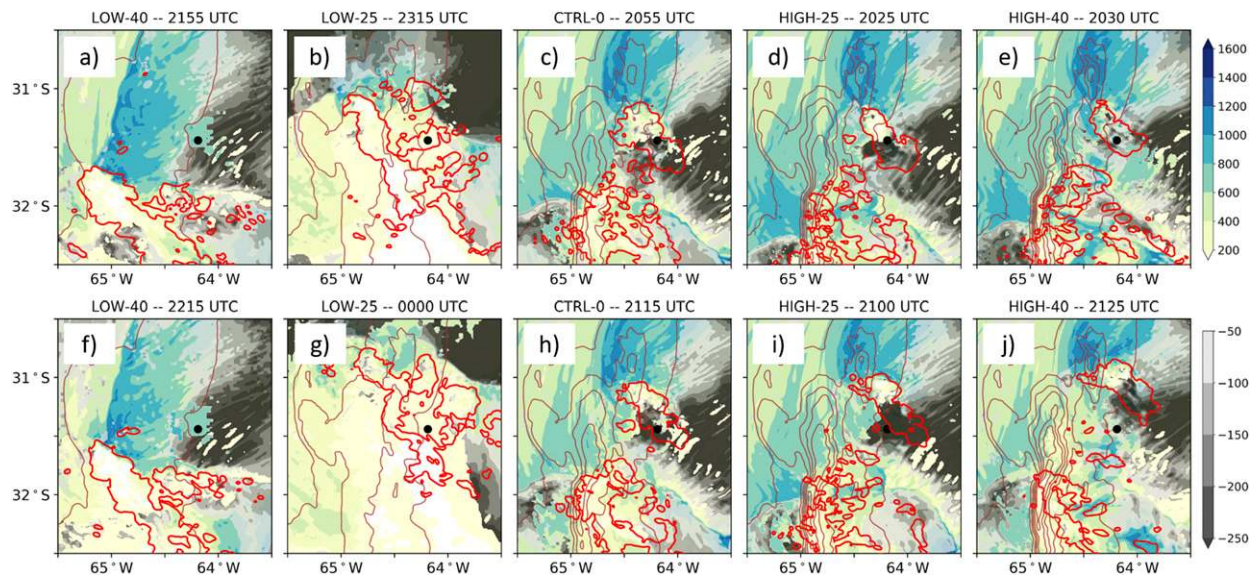 LOW-40 -- 2155 UTC
LOW-25 -- 2315 UTC
CTRL-0 -- 2055 UTC
HIGH-25 -- 2025 UTC
HIGH-40 -- 2030 UTC
a)
b)
c)
d)
e)
31°S
32°S
65°W
64°W
65°W
64°W
65°W
64°W
65°W
64°W
65°W
64°W
1600
1400
1200
1000
800
600
400
200
LOW-40 -- 2215 UTC
LOW-25 -- 0000 UTC
CTRL-0 -- 2115 UTC
HIGH-25 -- 2100 UTC
HIGH-40 -- 2125 UTC
f)
g)
h)
i)
j)
31°S
32°S
65°W
64°W
65°W
64°W
65°W
64°W
65°W
64°W
65°W
64°W
−50
−100
−150
−200
−250